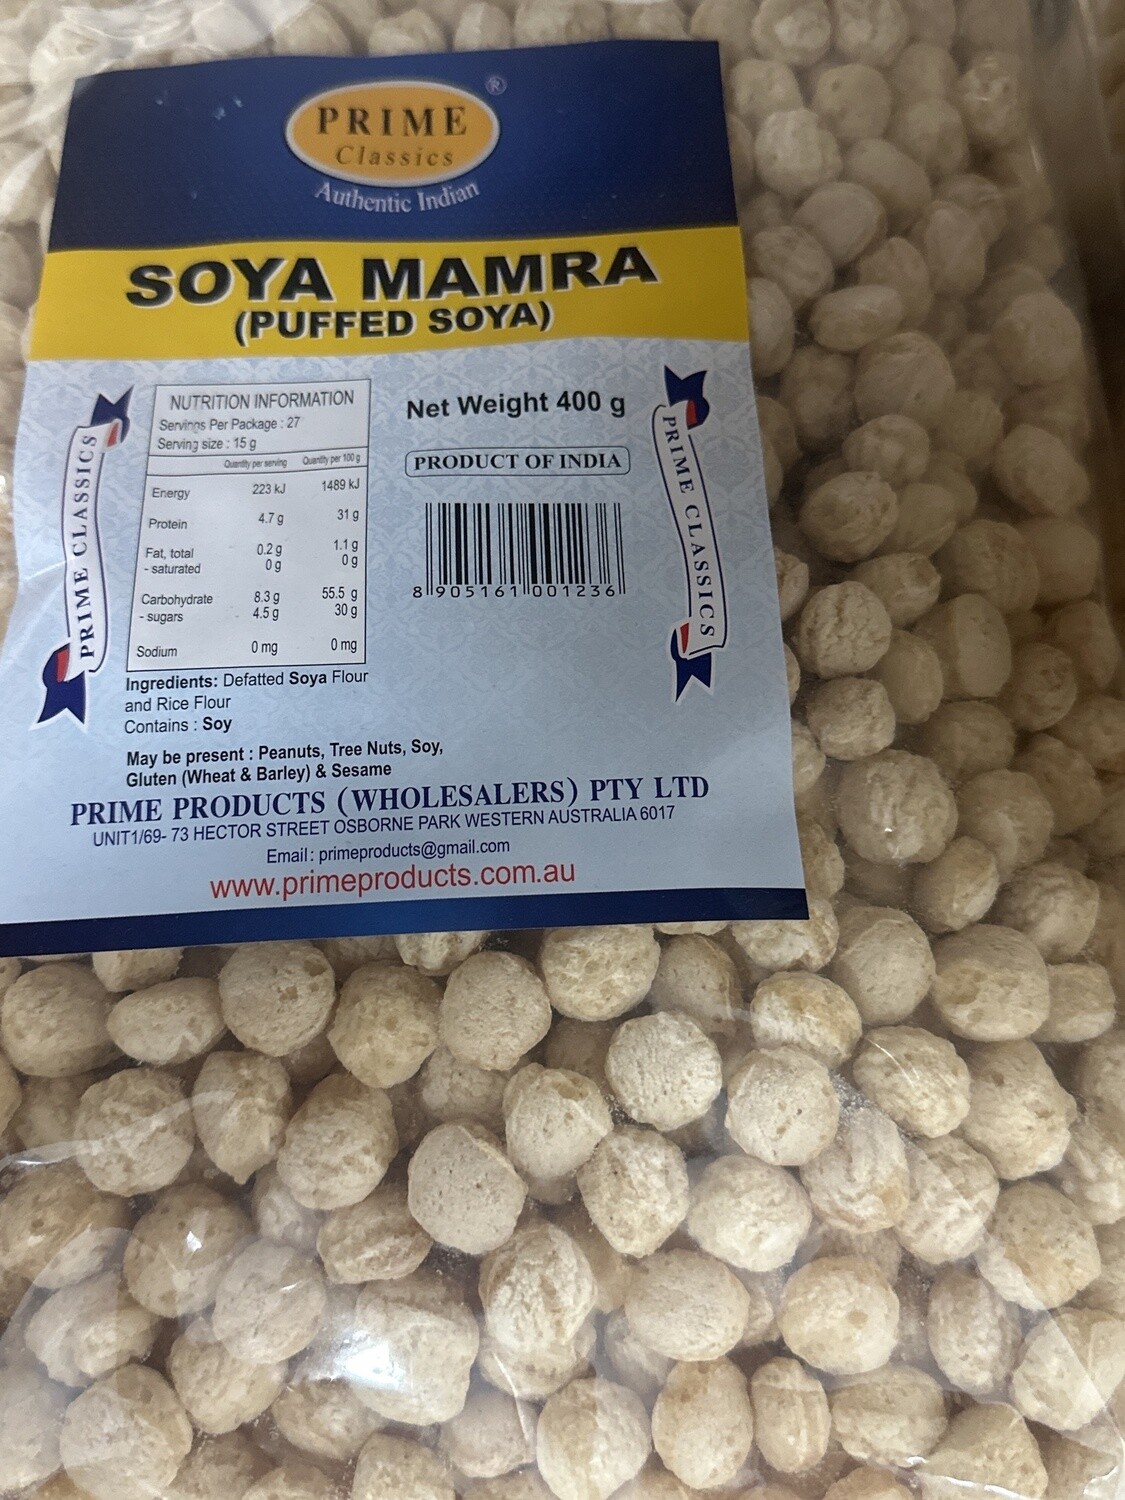 PRIME ®
Classics
Authentic Indian
SOYA MAMRA
(PUFFED SOYA)
NUTRITION INFORMATION
Servings Per Package : 27
Serving size : 15 g
Quantity per serving Quantity per 100 g
Energy 223 kJ 1489 kJ
Protein 4.7 g 31 g
Fat, total 0.2 g 1.1 g
- saturated 0 g 0 g
Carbohydrate 8.3 g 55.5 g
- sugars 4.5 g 30 g
Sodium 0 mg 0 mg
Ingredients: Defatted Soya Flour
and Rice Flour
Contains : Soy
May be present : Peanuts, Tree Nuts, Soy,
Gluten (Wheat & Barley) & Sesame
Net Weight 400 g
PRODUCT OF INDIA
8 905161 001236
PRIME CLASSICS
PRIME CLASSICS
PRIME PRODUCTS (WHOLESALERS) PTY LTD
UNIT1/69- 73 HECTOR STREET OSBORNE PARK WESTERN AUSTRALIA 6017
Email : primeproducts@gmail.com
www.primeproducts.com.au